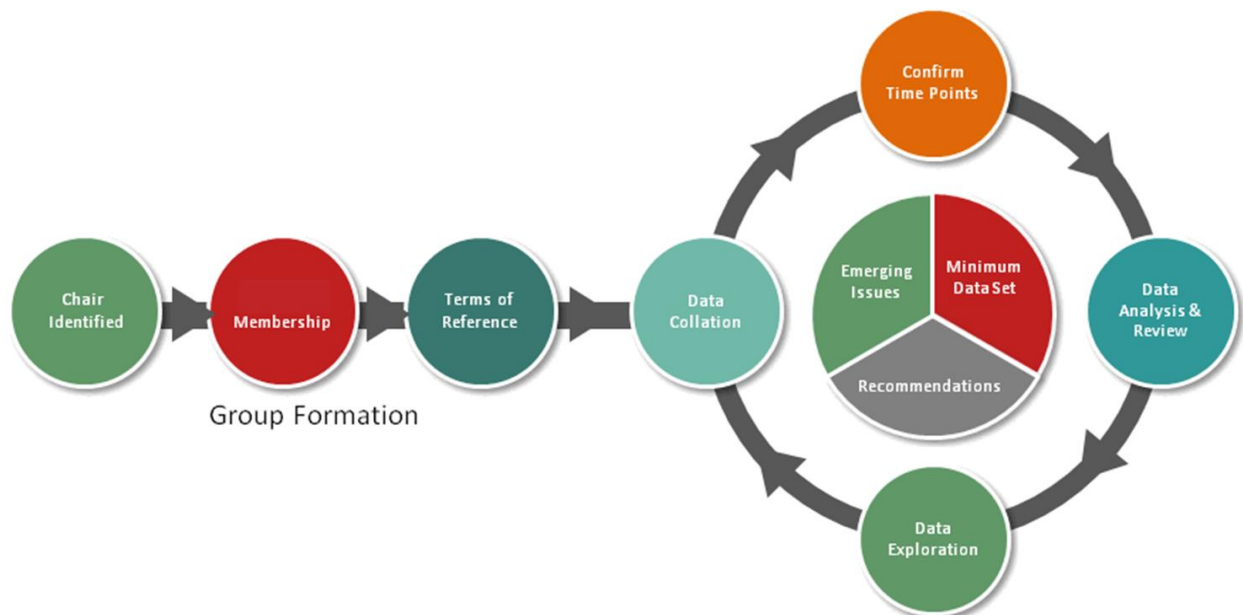 Chair
Identified
Membership
Terms of
Reference
Group Formation
Data
Collation
Confirm
Time Points
Data
Analysis &
Review
Data
Exploration
Emerging
Issues
Minimum
Data Set
Recommendations